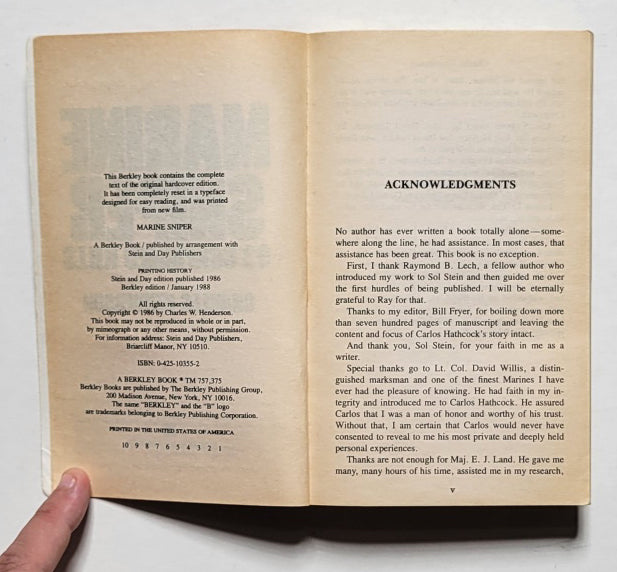 This Berkley book contains the complete
text of the original hardcover edition.
It has been completely reset in a typeface
designed for easy reading, and was printed
from new film.
MARINE SNIPER
A Berkley Book / published by arrangement with
Stein and Day Publishers
PRINTING HISTORY
Stein and Day edition published 1986
Berkley edition / January 1988
All rights reserved.
Copyright © 1986 by Charles W. Henderson.
This book may not be reproduced in whole or in part,
by mimeograph or any other means, without permission.
For information address: Stein and Day Publishers,
Briarcliff Manor, NY 10510.
ISBN: 0-425-10355-2
A BERKLEY BOOK ® TM 757,375
Berkley Books are published by The Berkley Publishing Group,
200 Madison Avenue, New York, NY 10016.
The name "BERKLEY" and the "B" logo
are trademarks belonging to Berkley Publishing Corporation.
PRINTED IN THE UNITED STATES OF AMERICA
10 9 8 7 6 5 4 3 2 1
ACKNOWLEDGMENTS
No author has ever written a book totally alone—some-
where along the line, he had assistance. In most cases, that
assistance has been great. This book is no exception.
First, I thank Raymond B. Lech, a fellow author who
introduced my work to Sol Stein and then guided me over
the first hurdles of being published. I will be eternally
grateful to Ray for that.
Thanks to my editor, Bill Fryer, for boiling down more
than seven hundred pages of manuscript and leaving the
content and focus of Carlos Hathcock's story intact.
And thank you, Sol Stein, for your faith in me as a
writer.
Special thanks go to Lt. Col. David Willis, a distin-
guished marksman and one of the finest Marines I have
ever had the pleasure of knowing. He had faith in my in-
tegrity and introduced me to Carlos Hathcock. He assured
Carlos that I was a man of honor and worthy of his trust.
Without that, I am certain that Carlos would never have
consented to reveal to me his most private and deeply held
personal experiences.
Thanks are not enough for Maj. E. J. Land. He gave me
many, many hours of his time, assisted me in my research,
v